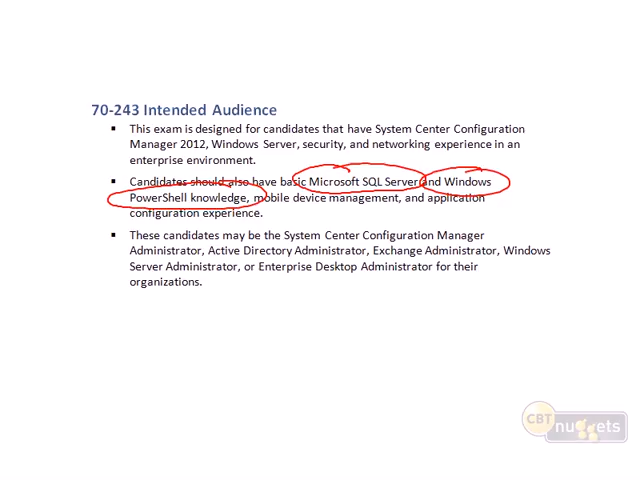 70-243 Intended Audience
▪ This exam is designed for candidates that have System Center Configuration
Manager 2012, Windows Server, security, and networking experience in an
enterprise environment.
▪ Candidates should also have basic Microsoft SQL Server and Windows
PowerShell knowledge, mobile device management, and application
configuration experience.
▪ These candidates may be the System Center Configuration Manager
Administrator, Active Directory Administrator, Exchange Administrator, Windows
Server Administrator, or Enterprise Desktop Administrator for their
organizations.
CBT
nuggets